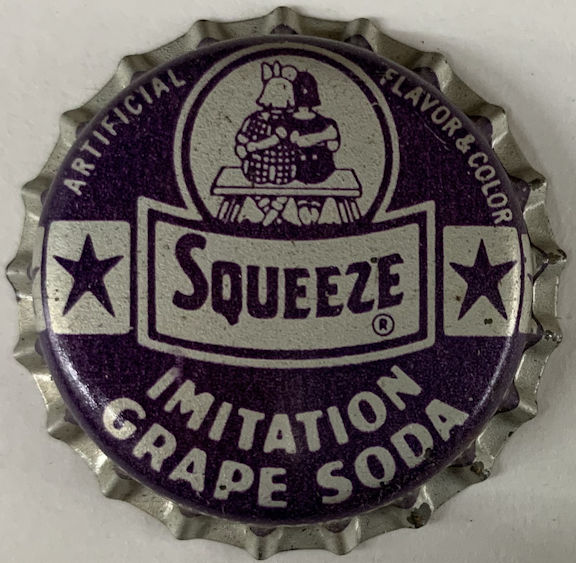 ARTIFICIAL
FLAVOR & COLOR
SQUEEZE
®
IMITATION
GRAPE SODA